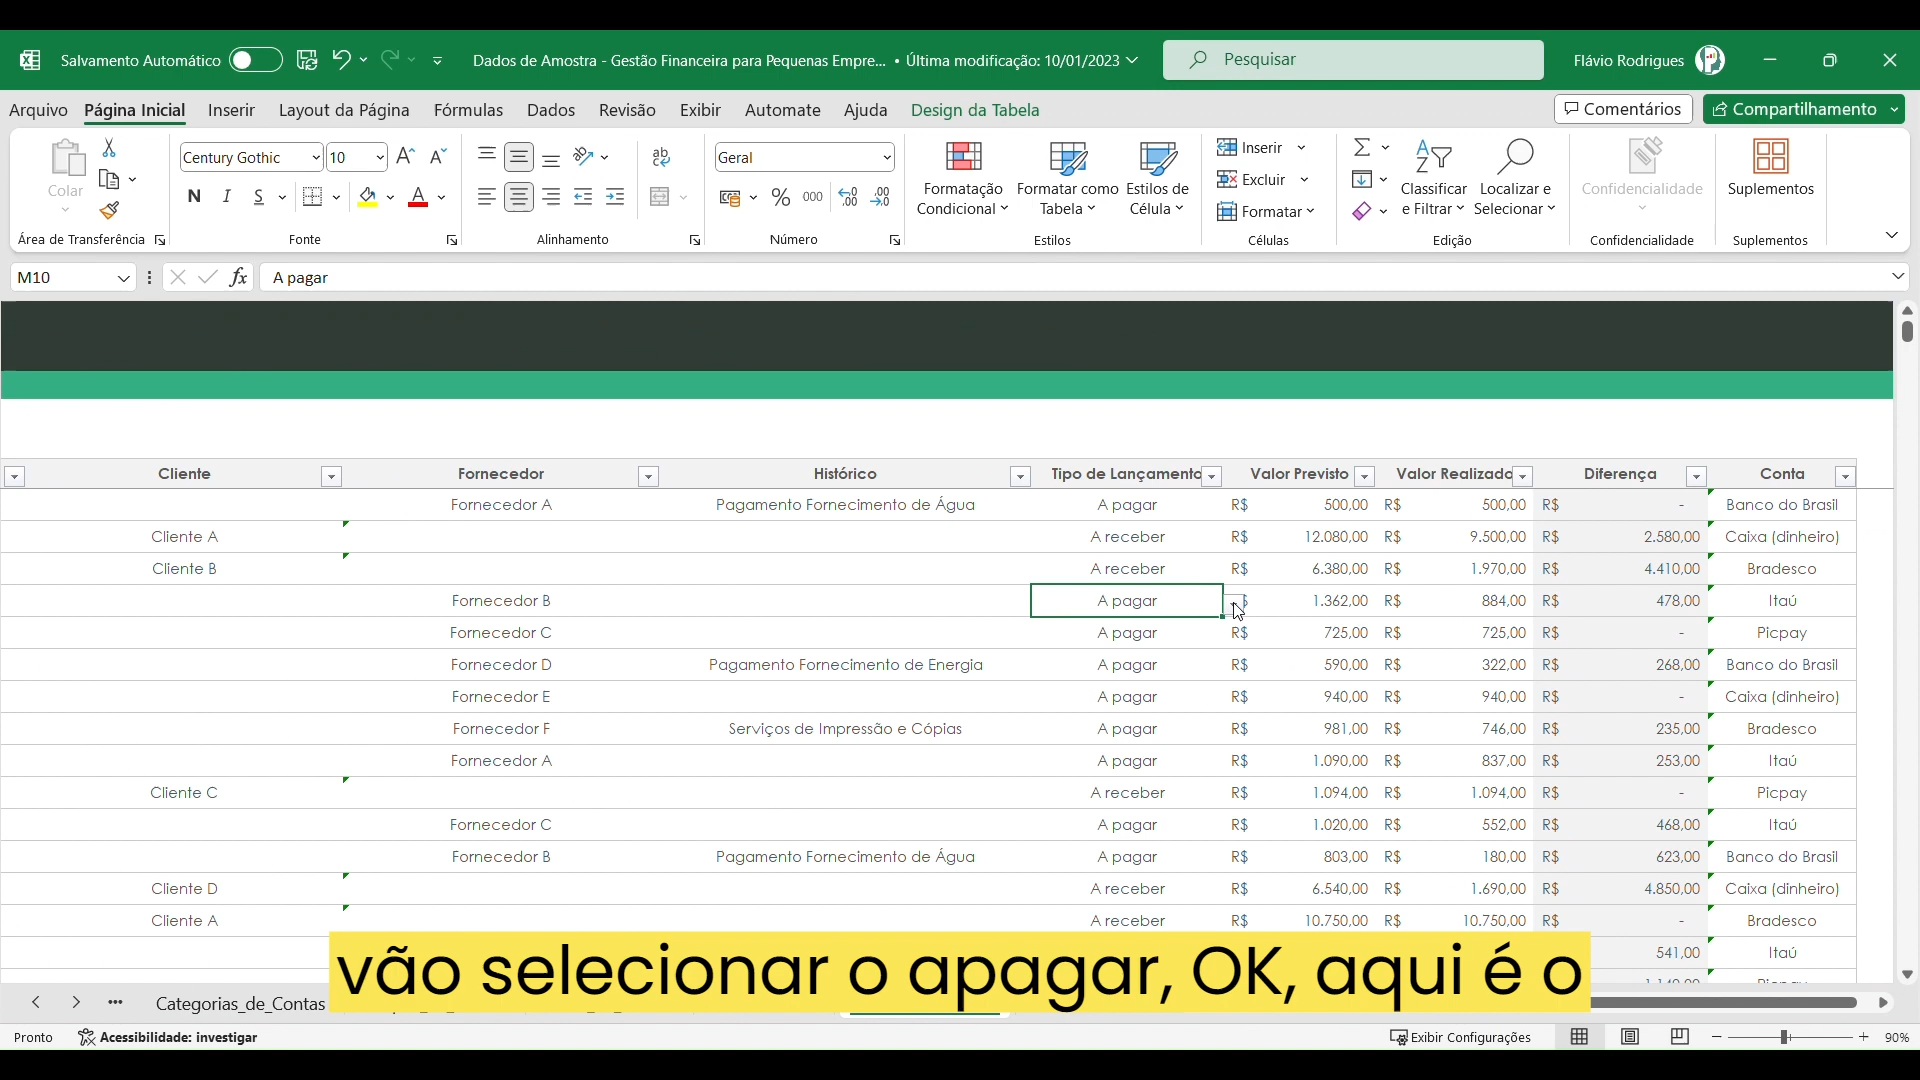 Salvamento Automático Dados de Amostra - Gestão Financeira para Pequenas Empre... • Última modificação: 10/01/2023 Pesquisar Flávio Rodrigues
Arquivo Página Inicial Inserir Layout da Página Fórmulas Dados Revisão Exibir Automate Ajuda Design da Tabela Comentários Compartilhamento
Colar
Century Gothic 10 Geral
N I S % 000
Formatação Condicional
Formatar como Tabela
Estilos de Célula
Inserir
Excluir
Formatar
Classificar e Filtrar
Localizar e Selecionar
Confidencialidade
Suplementos
Área de Transferência Fonte Alinhamento Número Estilos Células Edição Confidencialidade Suplementos
M10 fx A pagar
Cliente Fornecedor Histórico Tipo de Lançamento Valor Previsto Valor Realizado Diferença Conta
Fornecedor A Pagamento Fornecimento de Água A pagar R$ 500,00 R$ 500,00 R$ - Banco do Brasil
Cliente A A receber R$ 12.080,00 R$ 9.500,00 R$ 2.580,00 Caixa (dinheiro)
Cliente B A receber R$ 6.380,00 R$ 1.970,00 R$ 4.410,00 Bradesco
Fornecedor B A pagar 1.362,00 R$ 884,00 R$ 478,00 Itaú
Fornecedor C A pagar R$ 725,00 R$ 725,00 R$ - Picpay
Fornecedor D Pagamento Fornecimento de Energia A pagar R$ 590,00 R$ 322,00 R$ 268,00 Banco do Brasil
Fornecedor E A pagar R$ 940,00 R$ 940,00 R$ - Caixa (dinheiro)
Fornecedor F Serviços de Impressão e Cópias A pagar R$ 981,00 R$ 746,00 R$ 235,00 Bradesco
Fornecedor A A pagar R$ 1.090,00 R$ 837,00 R$ 253,00 Itaú
Cliente C A receber R$ 1.094,00 R$ 1.094,00 R$ - Picpay
Fornecedor C A pagar R$ 1.020,00 R$ 552,00 R$ 468,00 Itaú
Fornecedor B Pagamento Fornecimento de Água A pagar R$ 803,00 R$ 180,00 R$ 623,00 Banco do Brasil
Cliente D A receber R$ 6.540,00 R$ 1.690,00 R$ 4.850,00 Caixa (dinheiro)
Cliente A A receber R$ 10.750,00 R$ 10.750,00 R$ - Bradesco
541,00 Itaú
vão selecionar o apagar, OK, aqui é o
Categorias_de_Contas
Pronto Acessibilidade: investigar Exibir Configurações 90%